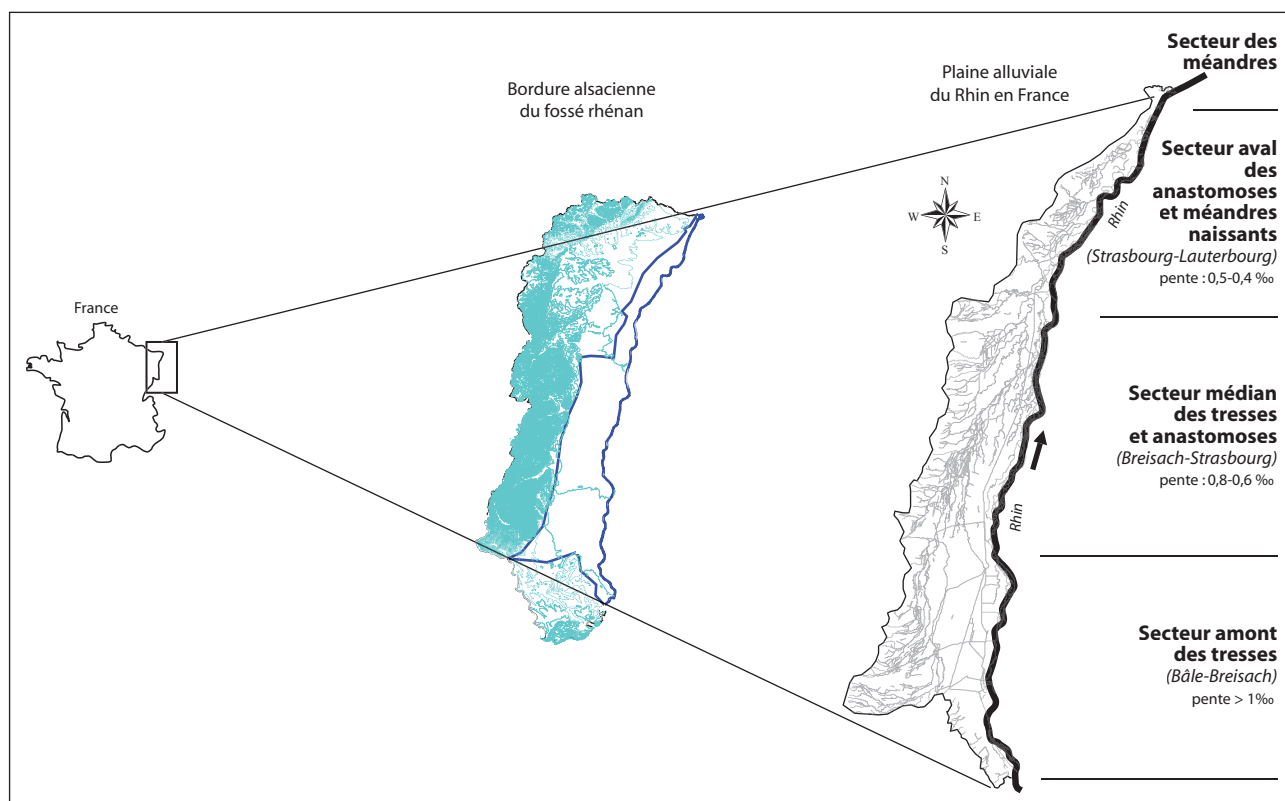 France
Bordure alsacienne
du fossé rhénan
Plaine alluviale
du Rhin en France
N
W
E
S
Rhin
Rhin
Secteur des
méandres
Secteur aval
des
anastomoses
et méandres
naissants
(Strasbourg-Lauterbourg)
pente : 0,5-0,4 ‰
Secteur médian
des tresses
et anastomoses
(Breisach-Strasbourg)
pente : 0,8-0,6 ‰
Secteur amont
des tresses
(Bâle-Breisach)
pente > 1‰